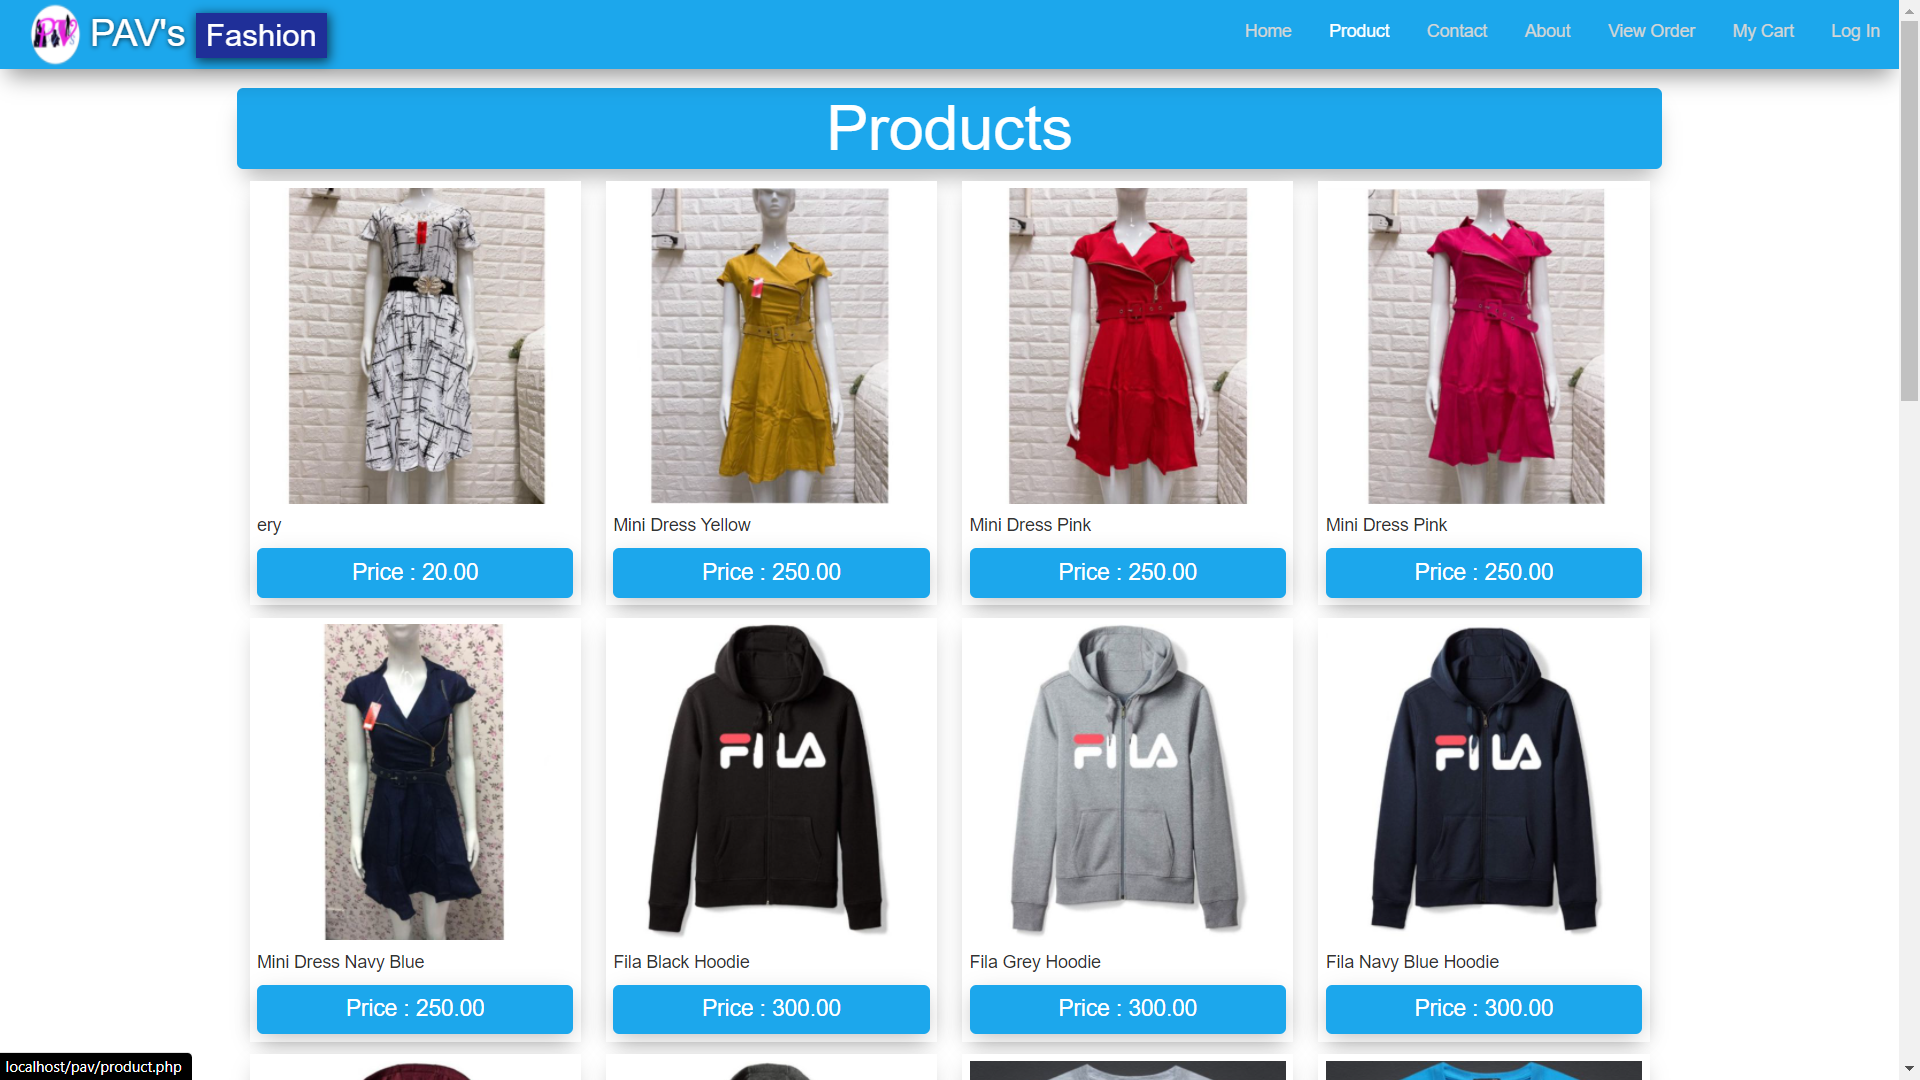 PAV's Fashion
Home Product Contact About View Order My Cart Log In
Products
ery
Price : 20.00
Mini Dress Yellow
Price : 250.00
Mini Dress Pink
Price : 250.00
Mini Dress Pink
Price : 250.00
Mini Dress Navy Blue
Price : 250.00
FILA
Fila Black Hoodie
Price : 300.00
FILA
Fila Grey Hoodie
Price : 300.00
FILA
Fila Navy Blue Hoodie
Price : 300.00
localhost/pav/product.php